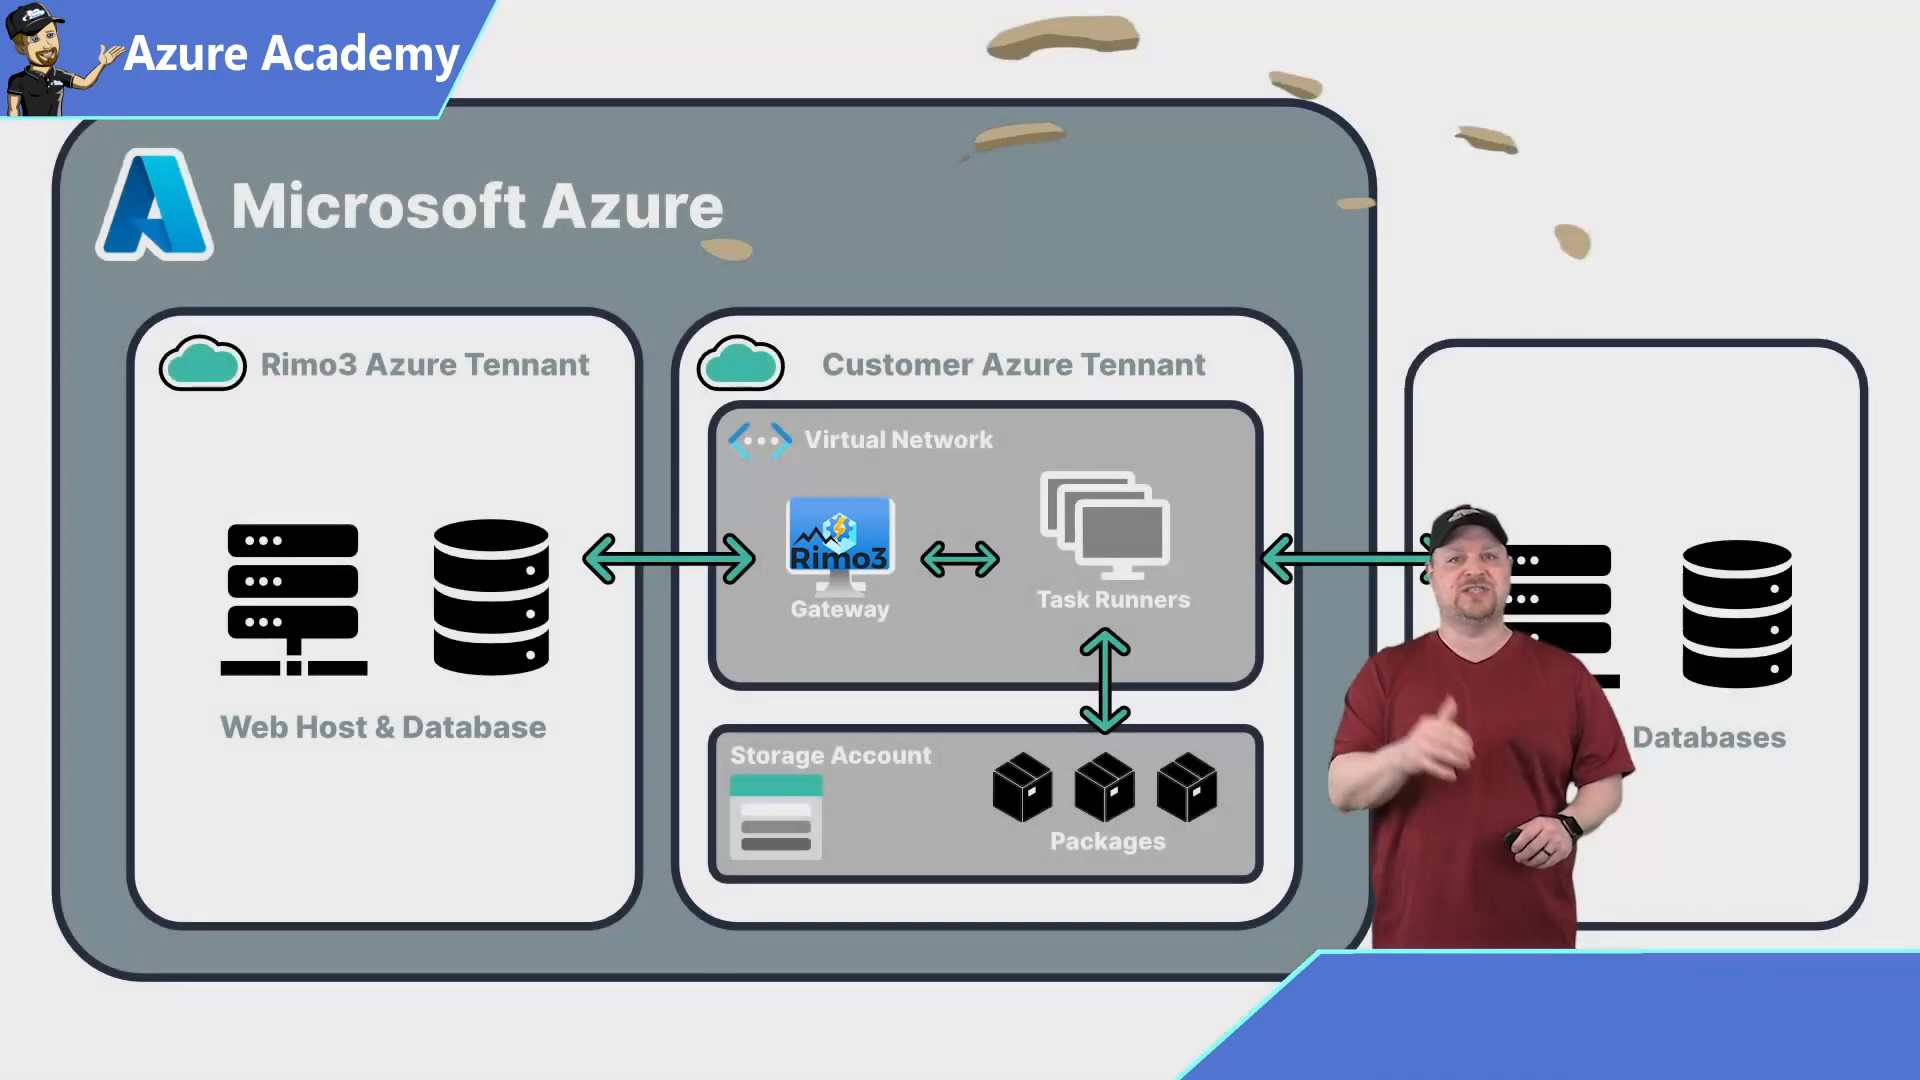 Azure Academy
Microsoft Azure
Rimo3 Azure Tennant
Customer Azure Tennant
Virtual Network
Rimo3
Gateway
Task Runners
Web Host & Database
Databases
Storage Account
Packages